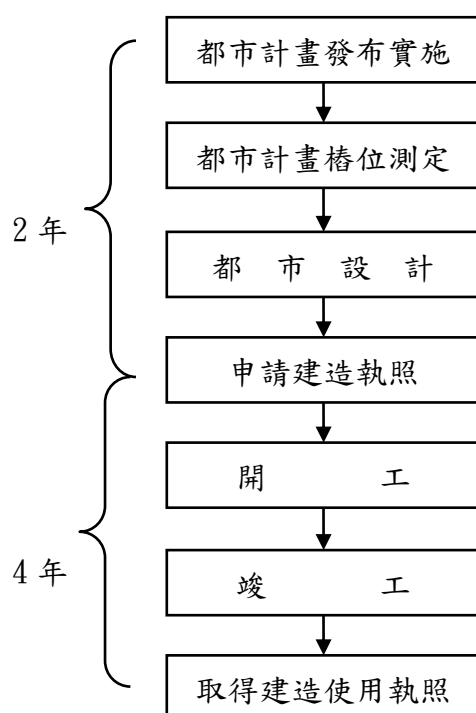 都市計畫發布實施
都市計畫樁位測定
2 年
都 市 設 計
申請建造執照
開 工
4 年
竣 工
取得建造使用執照